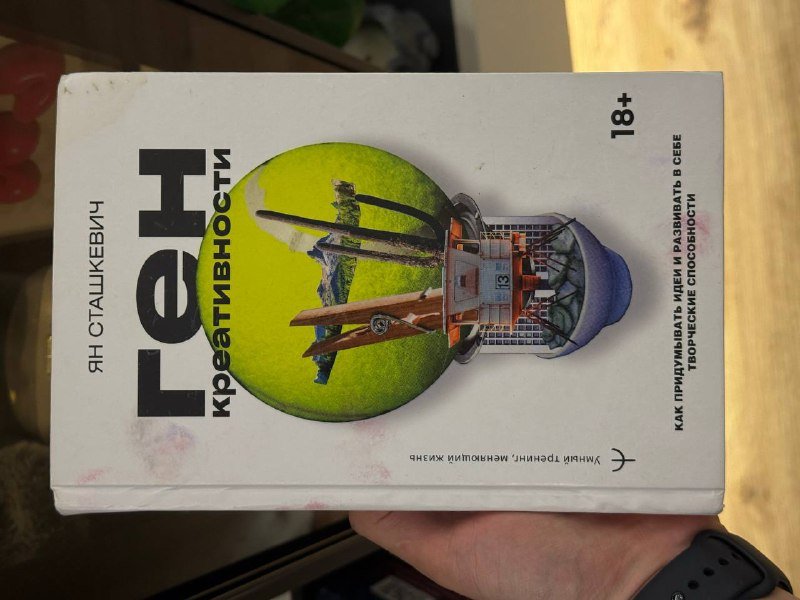 ЯН СТАШКЕВИЧ
ген
креативности
13
Умный тренинг, меняющий жизнь
КАК ПРИДУМЫВАТЬ ИДЕИ И РАЗВИВАТЬ В СЕБЕ
ТВОРЧЕСКИЕ СПОСОБНОСТИ
18+